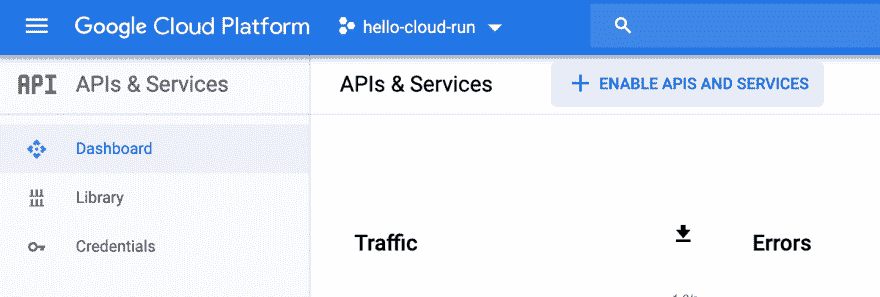 Google Cloud Platform
hello-cloud-run
API
APIs & Services
APIs & Services
ENABLE APIS AND SERVICES
Dashboard
Library
Credentials
Traffic
Errors